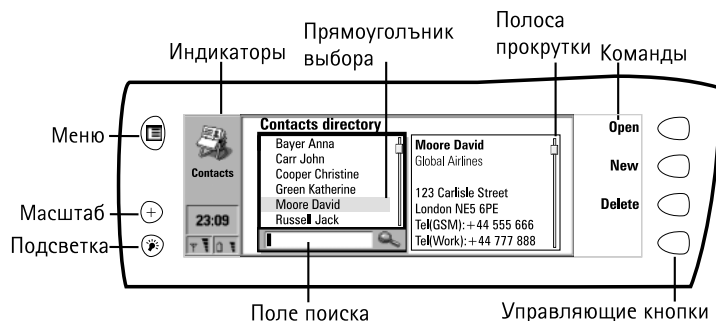 Индикаторы
Прямоуголъник
выбора
Полоса
прокрутки
Команды
Меню
Масштаб
Подсветка
Contacts
23:09
Contacts directory
Bayer Anna
Carr John
Cooper Christine
Green Katherine
Moore David
Russel Jack
Moore David
Global Airlines
123 Carlisle Street
London NE5 6PE
Tel(GSM):+44 555 666
Tel(Work):+44 777 888
Open
New
Delete
Поле поиска
Управляющие кнопки